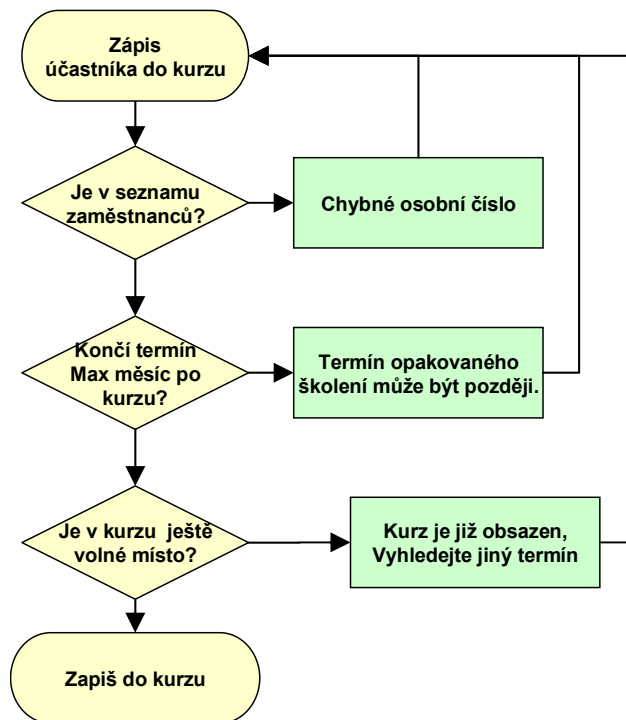 Zápis
účastníka do kurzu
Je v seznamu
zaměstnanců?
Chybné osobní číslo
Končí termín
Max měsíc po
kurzu?
Termín opakovaného
školení může být později.
Je v kurzu ještě
volné místo?
Kurz je již obsazen,
Vyhledejte jiný termín
Zapiš do kurzu